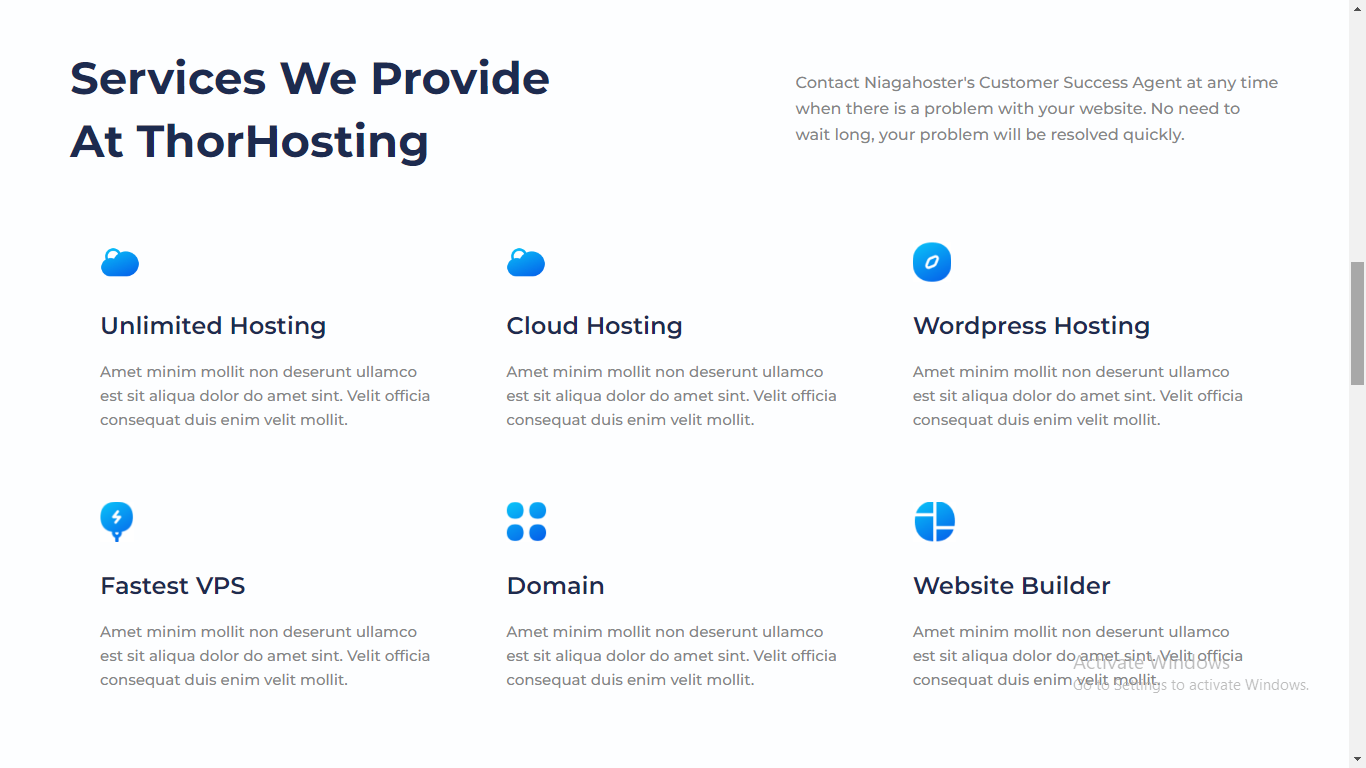 Services We Provide
At ThorHosting
Contact Niagahoster's Customer Success Agent at any time
when there is a problem with your website. No need to
wait long, your problem will be resolved quickly.
Unlimited Hosting
Amet minim mollit non deserunt ullamco
est sit aliqua dolor do amet sint. Velit officia
consequat duis enim velit mollit.
Cloud Hosting
Amet minim mollit non deserunt ullamco
est sit aliqua dolor do amet sint. Velit officia
consequat duis enim velit mollit.
Wordpress Hosting
Amet minim mollit non deserunt ullamco
est sit aliqua dolor do amet sint. Velit officia
consequat duis enim velit mollit.
Fastest VPS
Amet minim mollit non deserunt ullamco
est sit aliqua dolor do amet sint. Velit officia
consequat duis enim velit mollit.
Domain
Amet minim mollit non deserunt ullamco
est sit aliqua dolor do amet sint. Velit officia
consequat duis enim velit mollit.
Website Builder
Amet minim mollit non deserunt ullamco
est sit aliqua dolor do amet sint. Velit officia
consequat duis enim velit mollit.
Activate Windows
Go to Settings to activate Windows.